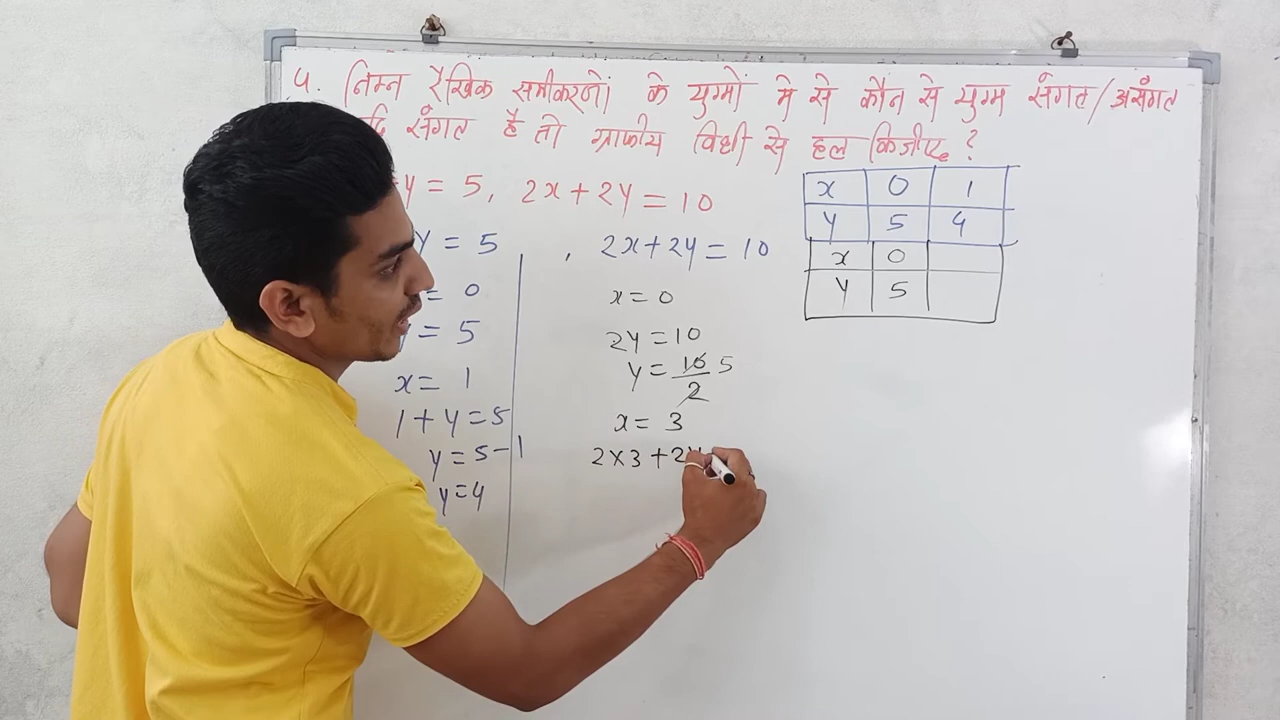 4. निम्न रैखिक समीकरणों के युग्मों मे से कौन से युग्म संगत/असंगत
संगत है तो ग्राफीय विधी से हल किजीए ?
y = 5, 2x + 2y = 10
y = 5 , 2x + 2y = 10
= 0
= 5
x = 1
1 + y = 5
y = 5 - 1
y = 4
x = 0
2y = 10
y = 10/2 5
x = 3
2 x 3 + 2y
x 0 1
y 5 4
x 0
y 5